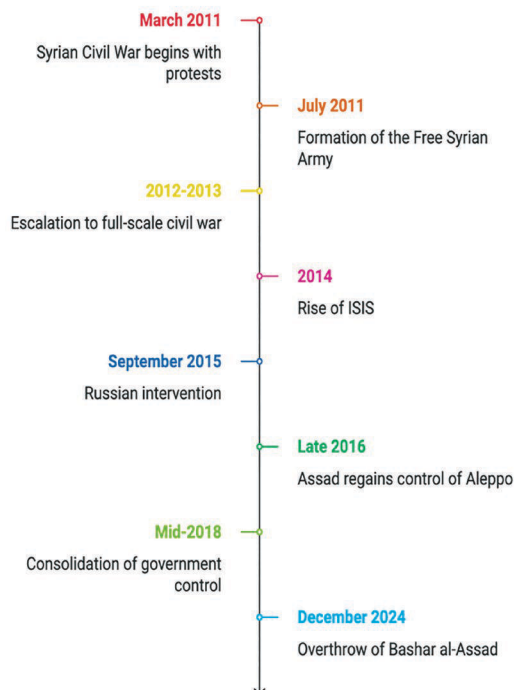 March 2011
Syrian Civil War begins with
protests
July 2011
Formation of the Free Syrian
Army
2012-2013
Escalation to full-scale civil war
2014
Rise of ISIS
September 2015
Russian intervention
Late 2016
Assad regains control of Aleppo
Mid-2018
Consolidation of government
control
December 2024
Overthrow of Bashar al-Assad